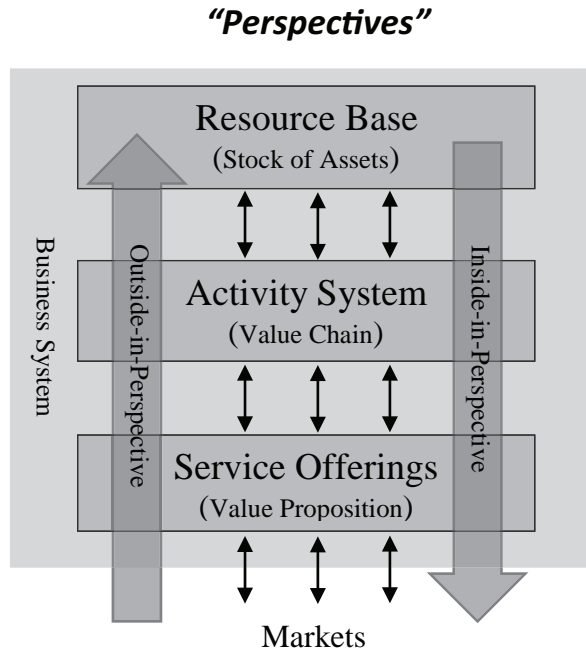 “Perspectives”
Resource Base
(Stock of Assets)
Business System
Outside-in-Perspective
Inside-in-Perspective
Activity System
(Value Chain)
Service Offerings
(Value Proposition)
Markets